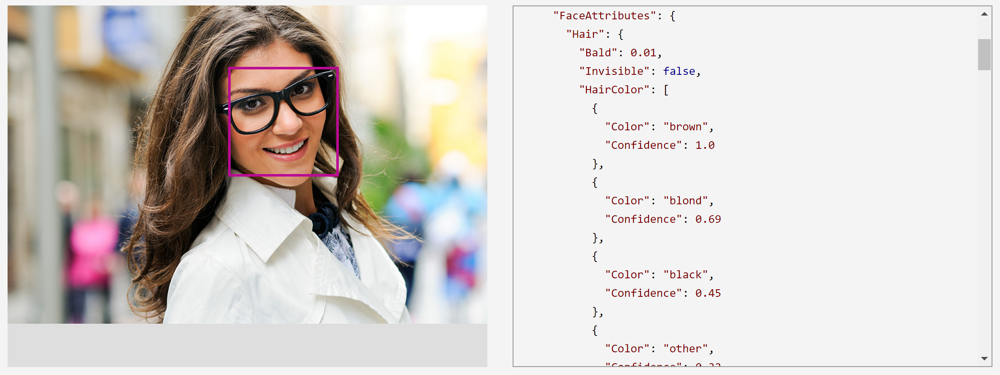 "FaceAttributes": {
"Hair": {
"Bald": 0.01,
"Invisible": false,
"HairColor": [
{
"Color": "brown",
"Confidence": 1.0
},
{
"Color": "blond",
"Confidence": 0.69
},
{
"Color": "black",
"Confidence": 0.45
},
{
"Color": "other",
"Confidence":